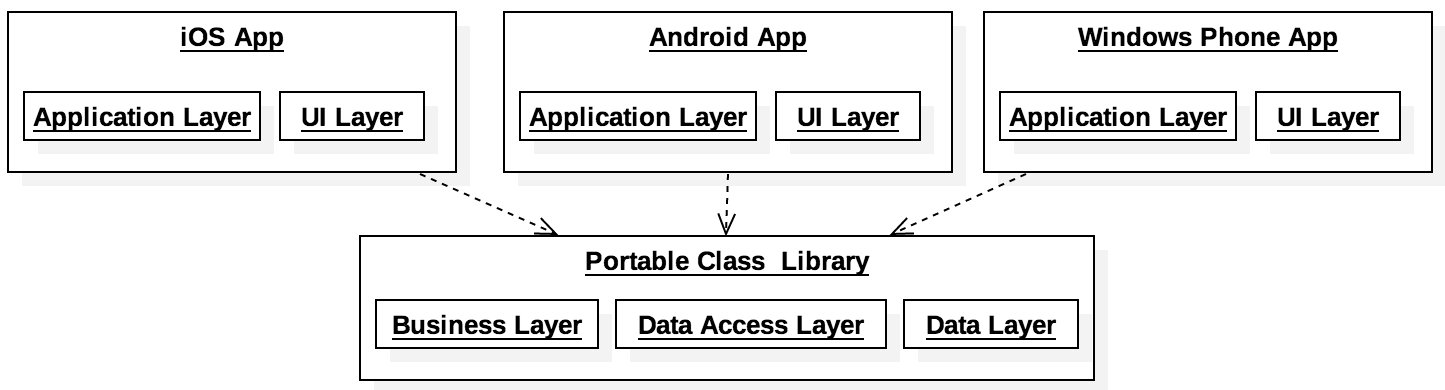 iOS App
Application Layer
UI Layer
Android App
Application Layer
UI Layer
Windows Phone App
Application Layer
UI Layer
Portable Class  Library
Business Layer
Data Access Layer
Data Layer